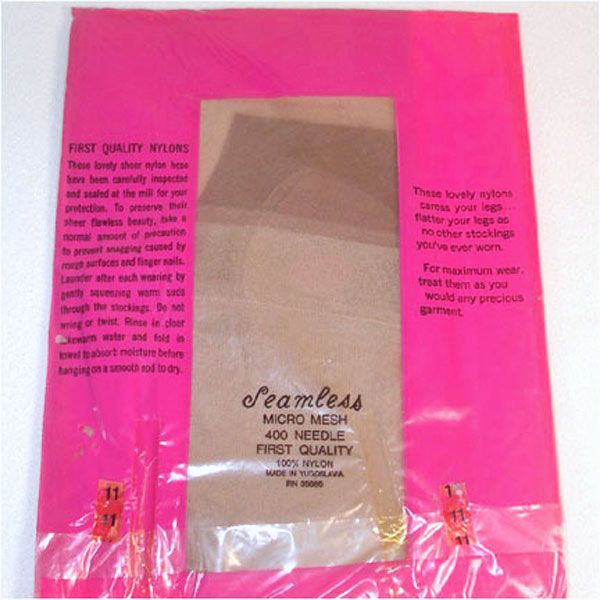 FIRST QUALITY NYLONS
These lovely sheer nylon hose
have been carefully inspected
and sealed at the mill for your
protection. To preserve their
sheer flawless beauty, take a
normal amount of precaution
to prevent snagging caused by
rough surfaces and finger nails.
Launder after each wearing by
gently squeezing warm suds
through the stockings. Do not
wring or twist. Rinse in clear
lukewarm water and fold in
towel to absorb moisture before
hanging on a smooth rod to dry.
These lovely nylons
caress your legs...
flatter your legs as
no other stockings
you've ever worn.
For maximum wear,
treat them as you
would any precious
garment.
Seamless
MICRO MESH
400 NEEDLE
FIRST QUALITY
100% NYLON
MADE IN YUGOSLAVIA
RN
11
11
11
11
11